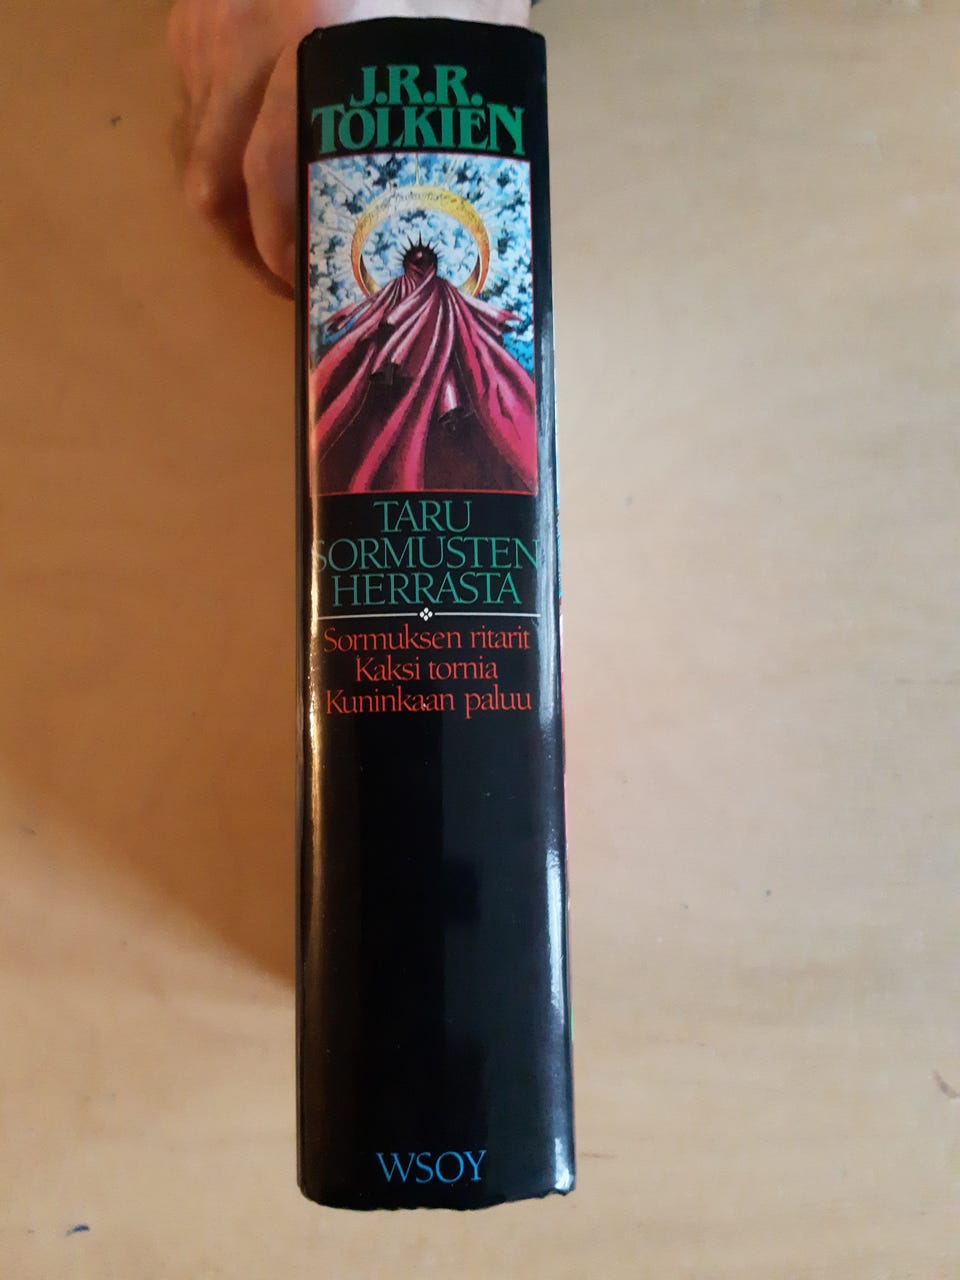 J.R.R.
TOLKIEN
TARU
SORMUSTEN
HERRASTA
Sormuksen ritarit
Kaksi tornia
Kuninkaan paluu
WSOY